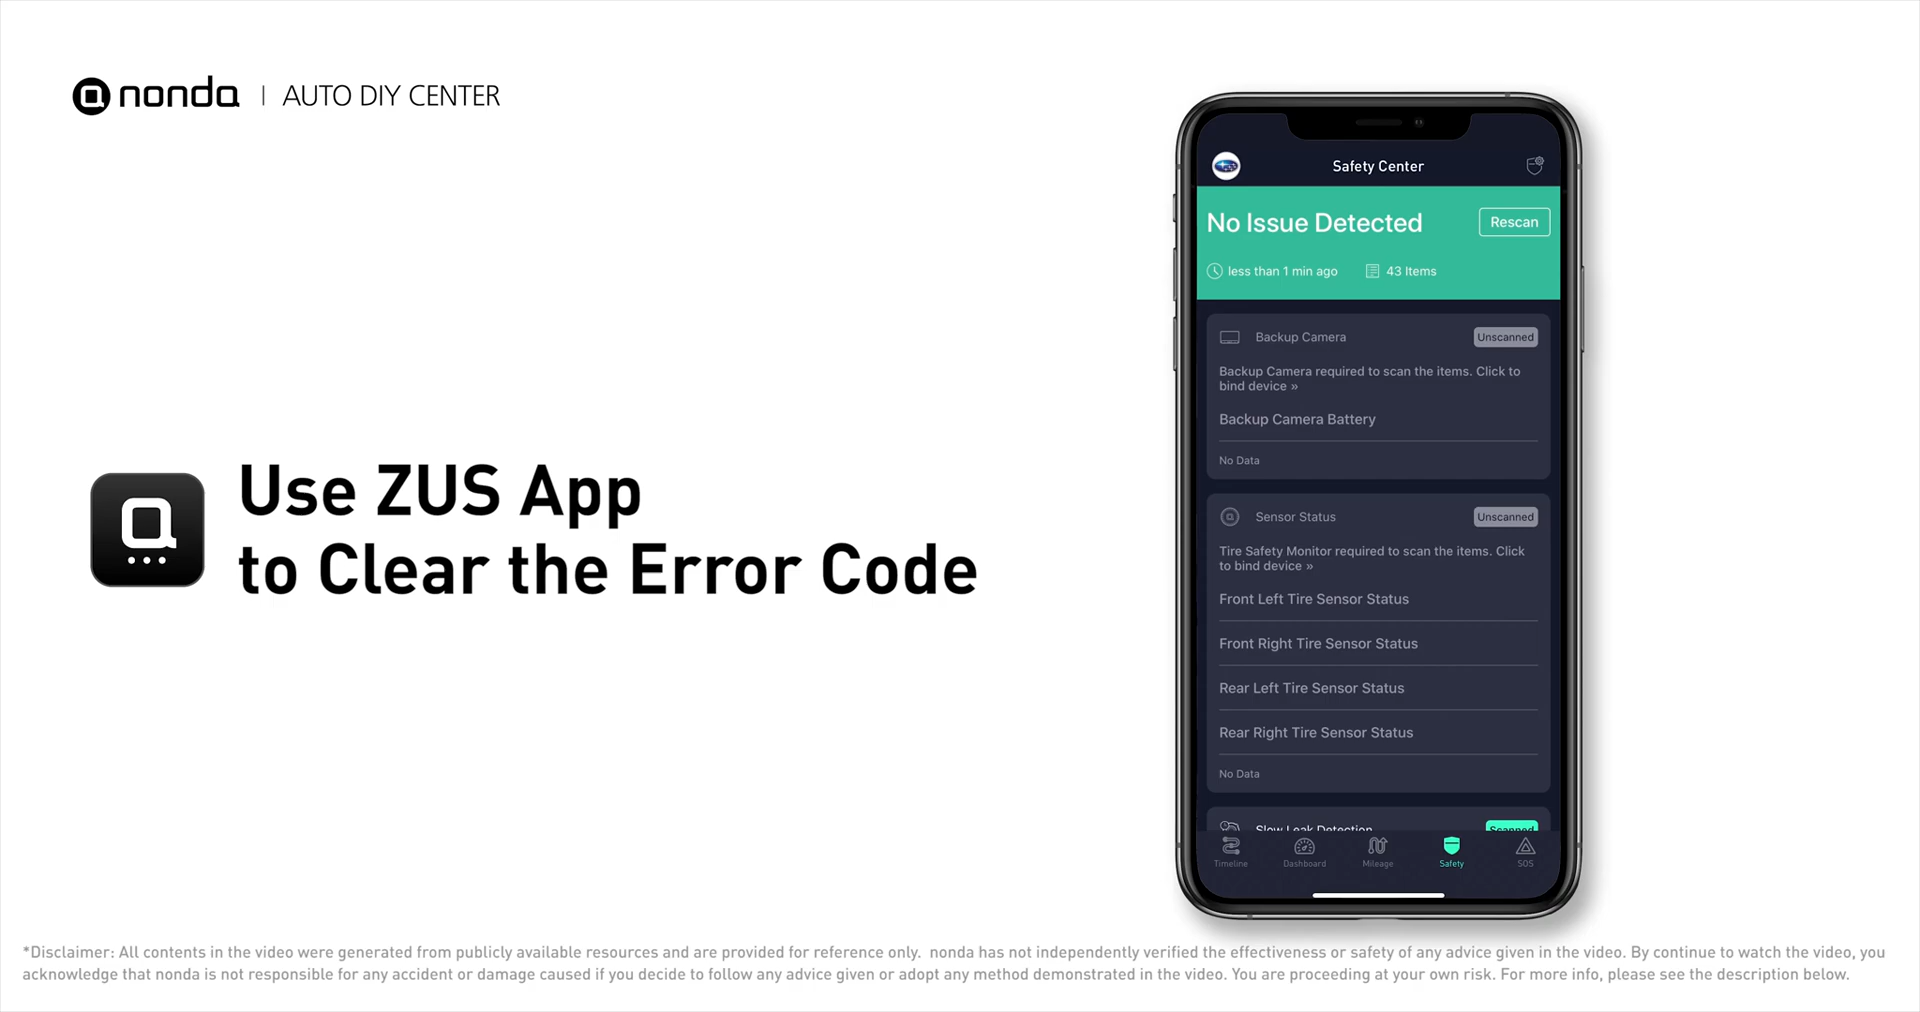 nonda | AUTO DIY CENTER
Use ZUS App
to Clear the Error Code
Safety Center
No Issue Detected
Rescan
less than 1 min ago
43 Items
Backup Camera
Unscanned
Backup Camera required to scan the items. Click to
bind device »
Backup Camera Battery
No Data
Sensor Status
Unscanned
Tire Safety Monitor required to scan the items. Click
to bind device »
Front Left Tire Sensor Status
Front Right Tire Sensor Status
Rear Left Tire Sensor Status
Rear Right Tire Sensor Status
No Data
Slow Leak Detection
Scanned
Timeline
Dashboard
Mileage
Safety
SOS
*Disclaimer: All contents in the video were generated from publicly available resources and are provided for reference only. nonda has not independently verified the effectiveness or safety of any advice given in the video. By continue to watch the video, you
acknowledge that nonda is not responsible for any accident or damage caused if you decide to follow any advice given or adopt any method demonstrated in the video. You are proceeding at your own risk. For more info, please see the description below.